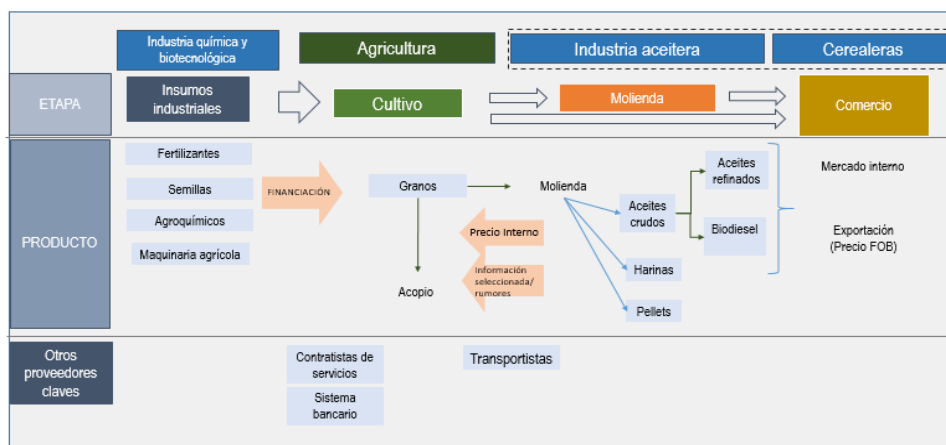 Industria química y
biotecnológica
Agricultura
Industria aceitera
Cerealeras
ETAPA
Insumos
industriales
Cultivo
Molienda
Comercio
PRODUCTO
Fertilizantes
Semillas
Agroquímicos
Maquinaria agrícola
FINANCIACIÓN
Granos
Acopio
Precio Interno
Información
seleccionada/
rumores
Molienda
Aceites
crudos
Harinas
Pellets
Aceites
refinados
Biodiesel
Mercado interno
Exportación
(Precio FOB)
Otros
proveedores
claves
Contratistas de
servicios
Sistema
bancario
Transportistas